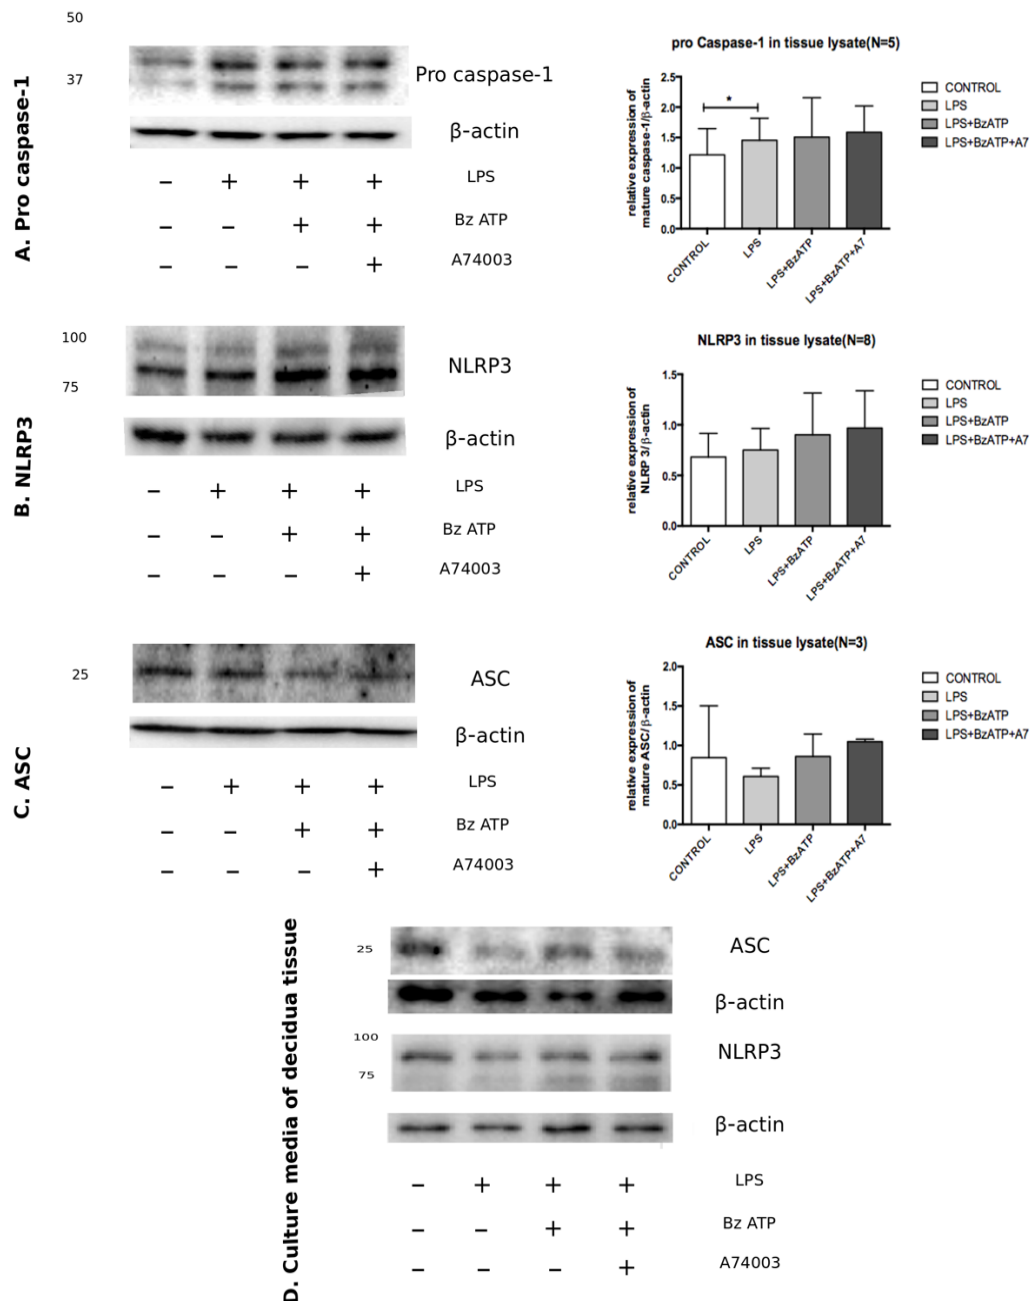 A. Pro caspase-1
50
37
Pro caspase-1
β-actin
– + + + LPS
– – + + Bz ATP
– – – + A74003
pro Caspase-1 in tissue lysate(N=5)
relative expression of
mature caspase-1/β-actin
2.5
2.0
1.5
1.0
0.5
0.0
*
CONTROL
LPS
LPS+BzATP
LPS+BzATP+A7
CONTROL
LPS
LPS+BzATP
LPS+BzATP+A7
B. NLRP3
100
75
NLRP3
β-actin
– + + + LPS
– – + + Bz ATP
– – – + A74003
NLRP3 in tissue lysate(N=8)
relative expression of
NLRP 3/β-actin
1.5
1.0
0.5
0.0
CONTROL
LPS
LPS+BzATP
LPS+BzATP+A7
CONTROL
LPS
LPS+BzATP
LPS+BzATP+A7
C. ASC
25
ASC
β-actin
– + + + LPS
– – + + Bz ATP
– – – + A74003
ASC in tissue lysate(N=3)
relative expression of
mature ASC/β-actin
2.0
1.5
1.0
0.5
0.0
CONTROL
LPS
LPS+BzATP
LPS+BzATP+A7
CONTROL
LPS
LPS+BzATP
LPS+BzATP+A7
D. Culture media of decidua tissue
25
ASC
β-actin
100
75
NLRP3
β-actin
– + + + LPS
– – + + Bz ATP
– – – + A74003